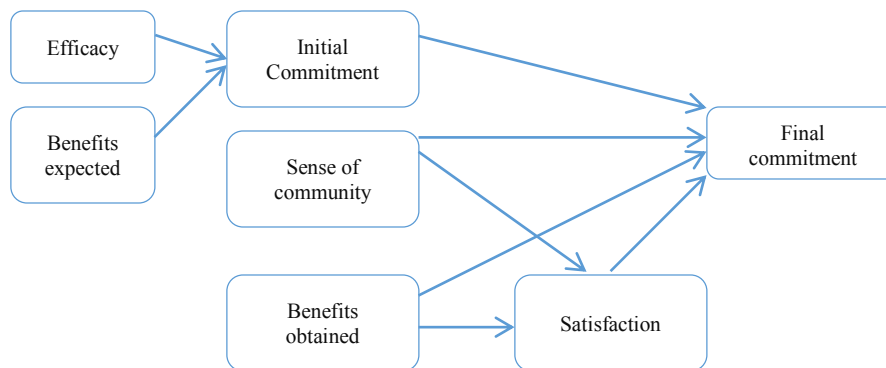 Efficacy
Initial
Commitment
Benefits
expected
Sense of
community
Final
commitment
Benefits
obtained
Satisfaction